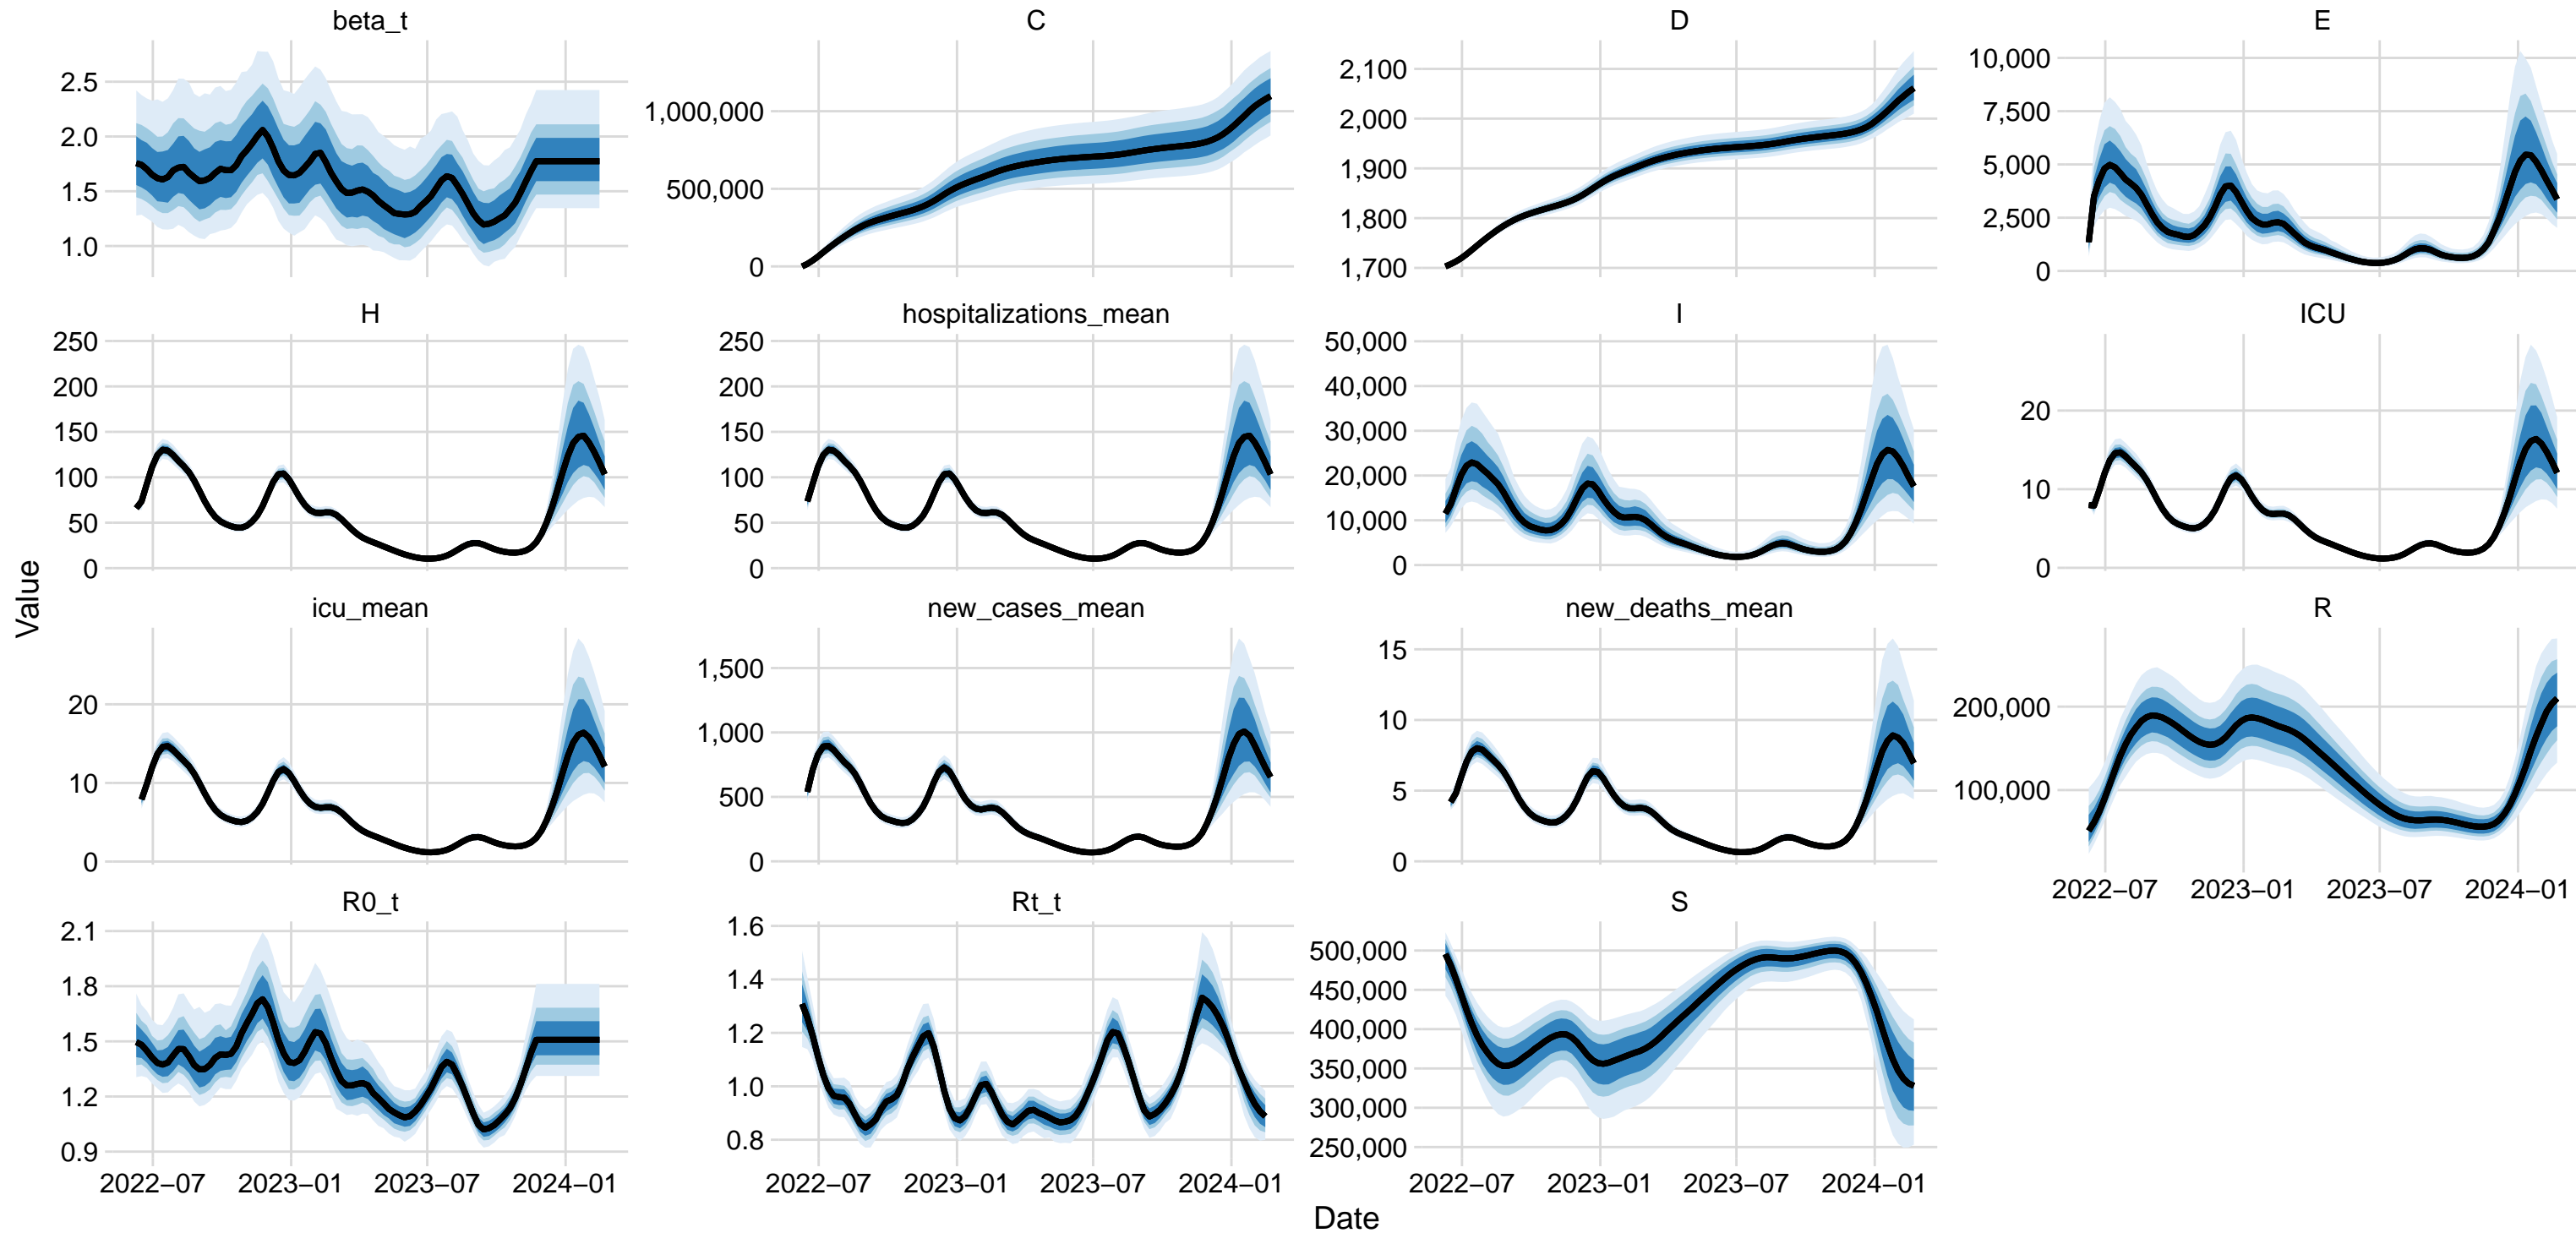 beta_t C D E
2.5 2.0 1.5 1.0
1,000,000 500,000 0
2,100 2,000 1,900 1,800 1,700
10,000 7,500 5,000 2,500 0
H hospitalizations_mean I ICU
250 200 150 100 50 0
250 200 150 100 50 0
50,000 40,000 30,000 20,000 10,000 0
20 10 0
Value
icu_mean new_cases_mean new_deaths_mean R
20 10 0
1,500 1,000 500 0
15 10 5 0
200,000 100,000
2022−07 2023−01 2023−07 2024−01
R0_t Rt_t S
2.1 1.8 1.5 1.2 0.9
1.6 1.4 1.2 1.0 0.8
500,000 450,000 400,000 350,000 300,000 250,000
2022−07 2023−01 2023−07 2024−01
2022−07 2023−01 2023−07 2024−01
2022−07 2023−01 2023−07 2024−01
Date